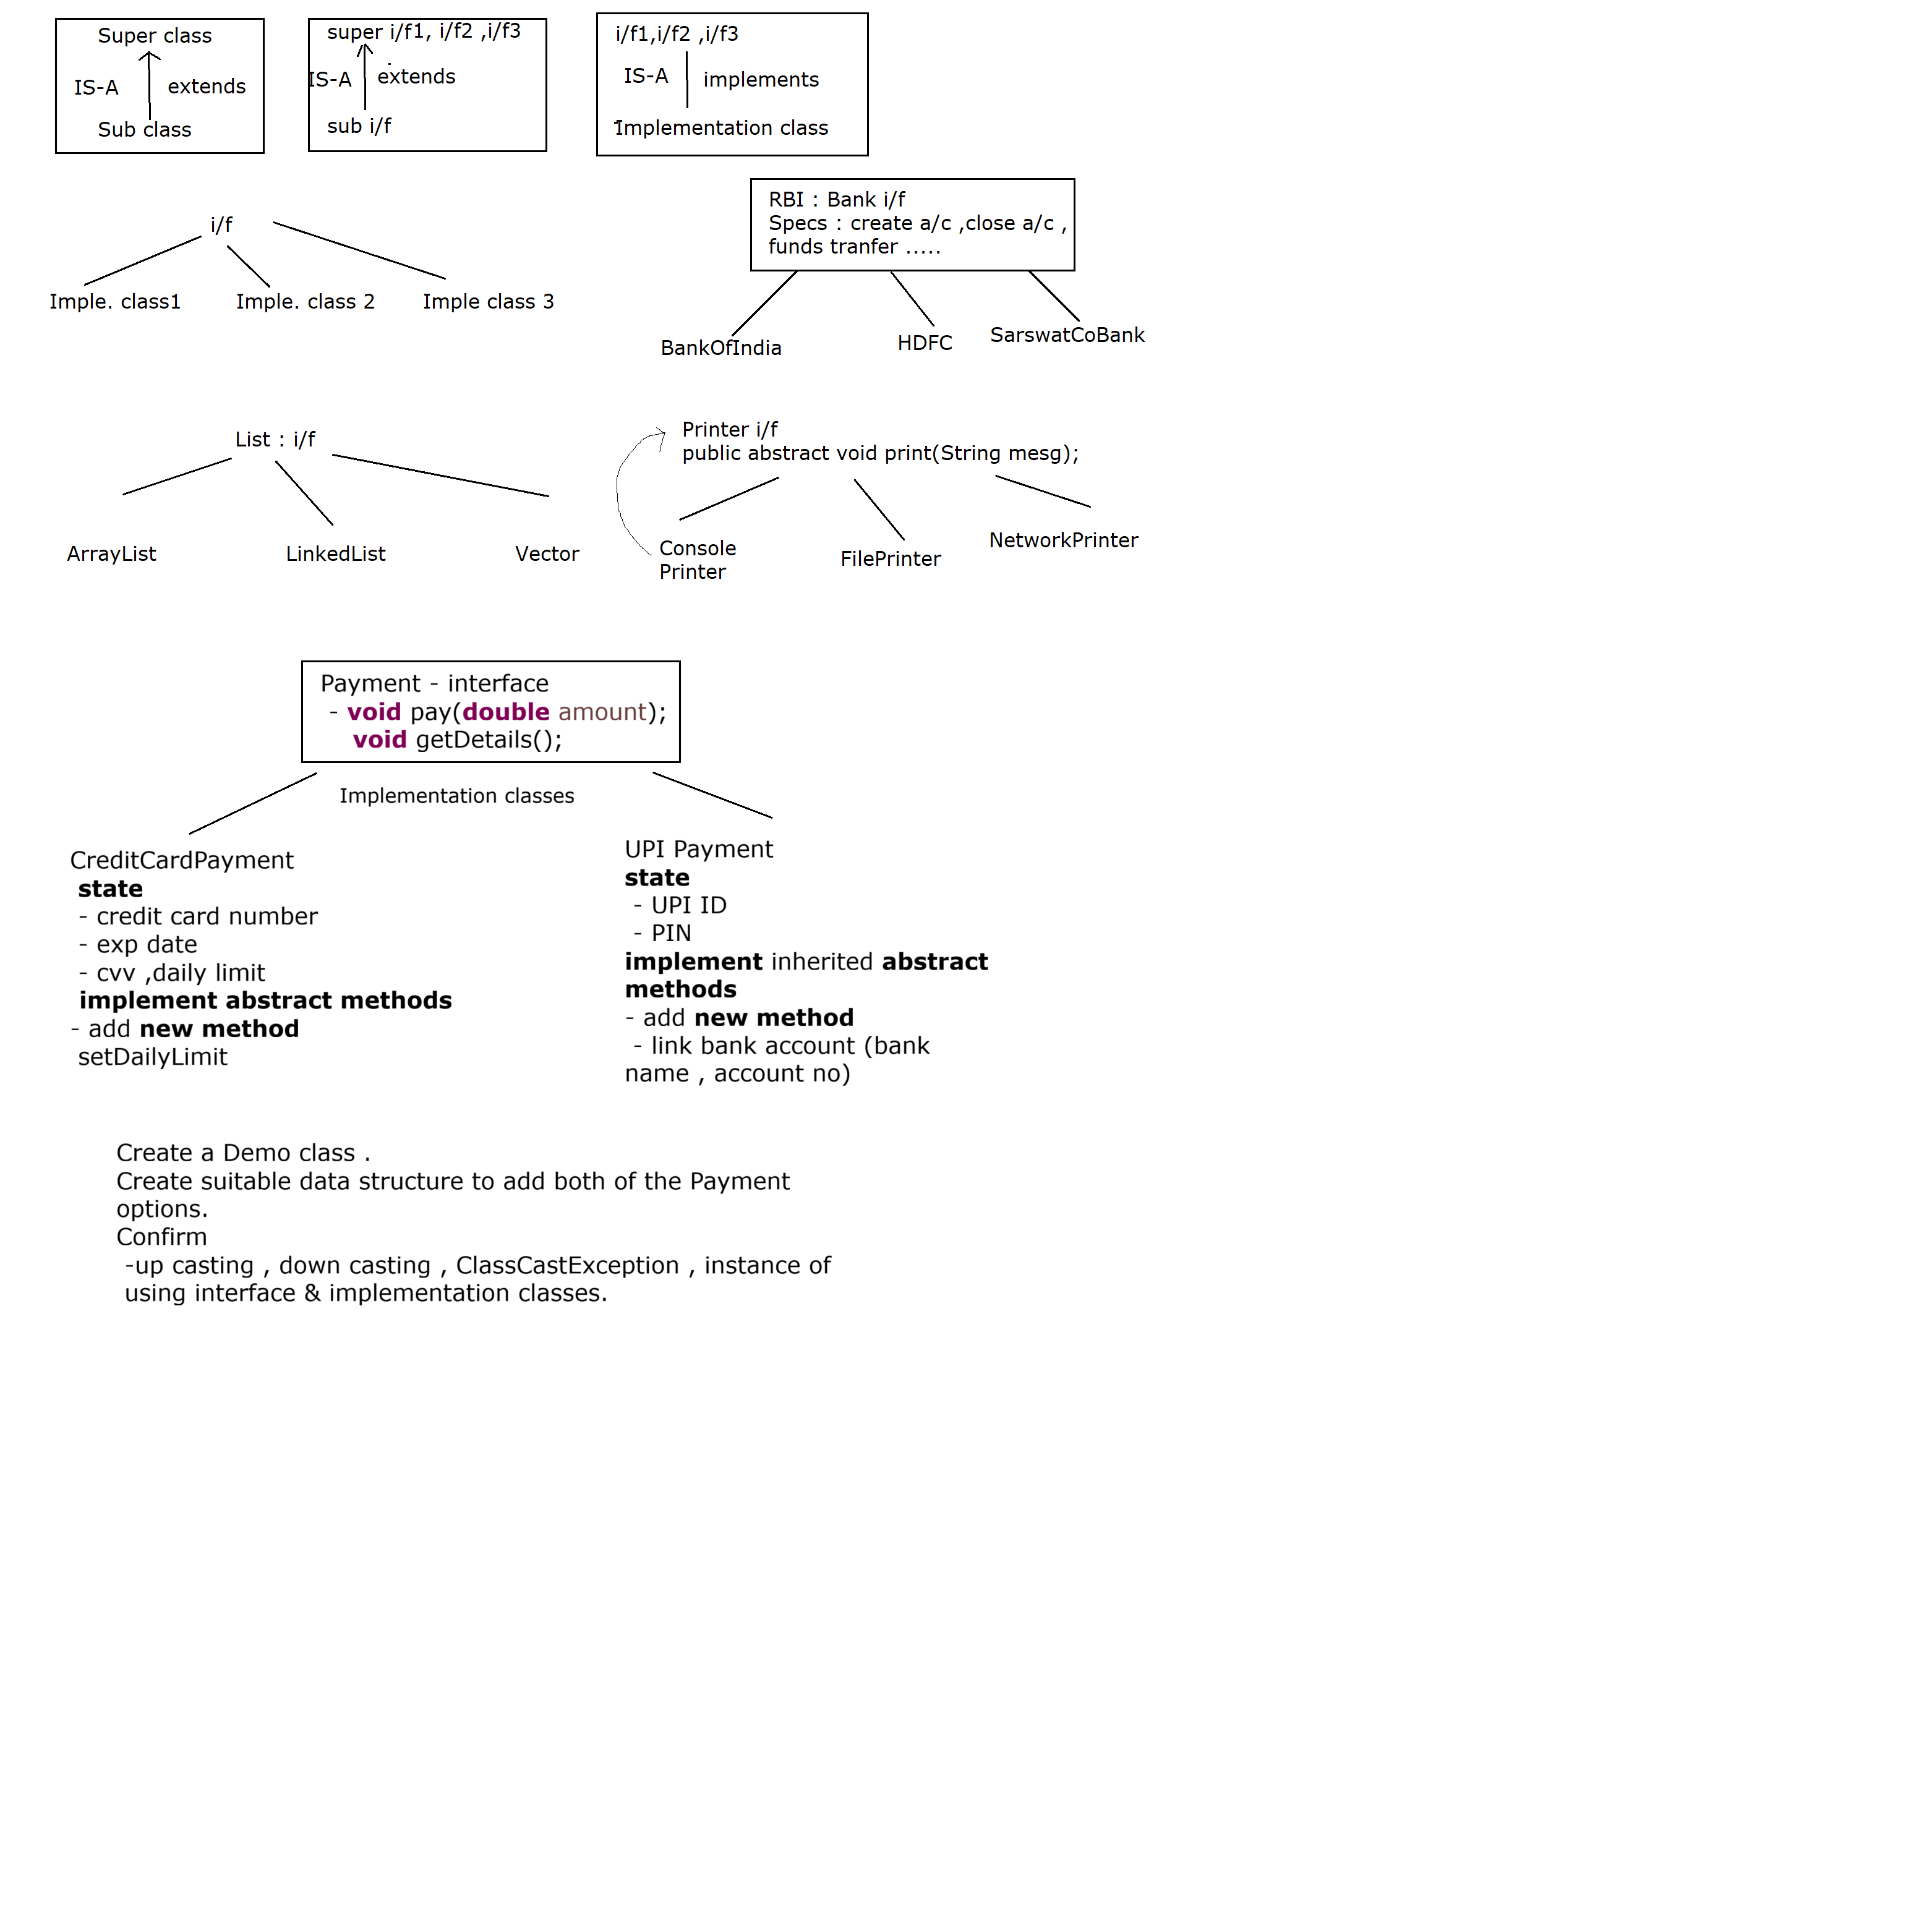 Super class
IS-A extends
Sub class
super i/f1, i/f2 ,i/f3
IS-A extends
sub i/f
i/f1,i/f2 ,i/f3
IS-A implements
Implementation class
i/f
Imple. class1 Imple. class 2 Imple class 3
RBI : Bank i/f
Specs : create a/c ,close a/c ,
funds tranfer .....
BankOfIndia HDFC SarswatCoBank
List : i/f
ArrayList LinkedList Vector
Printer i/f
public abstract void print(String mesg);
Console
Printer
FilePrinter
NetworkPrinter
Payment - interface
- void pay(double amount);
void getDetails();
Implementation classes
CreditCardPayment
state
- credit card number
- exp date
- cvv ,daily limit
implement abstract methods
- add new method
setDailyLimit
UPI Payment
state
- UPI ID
- PIN
implement inherited abstract
methods
- add new method
- link bank account (bank
name , account no)
Create a Demo class .
Create suitable data structure to add both of the Payment
options.
Confirm
-up casting , down casting , ClassCastException , instance of
using interface & implementation classes.